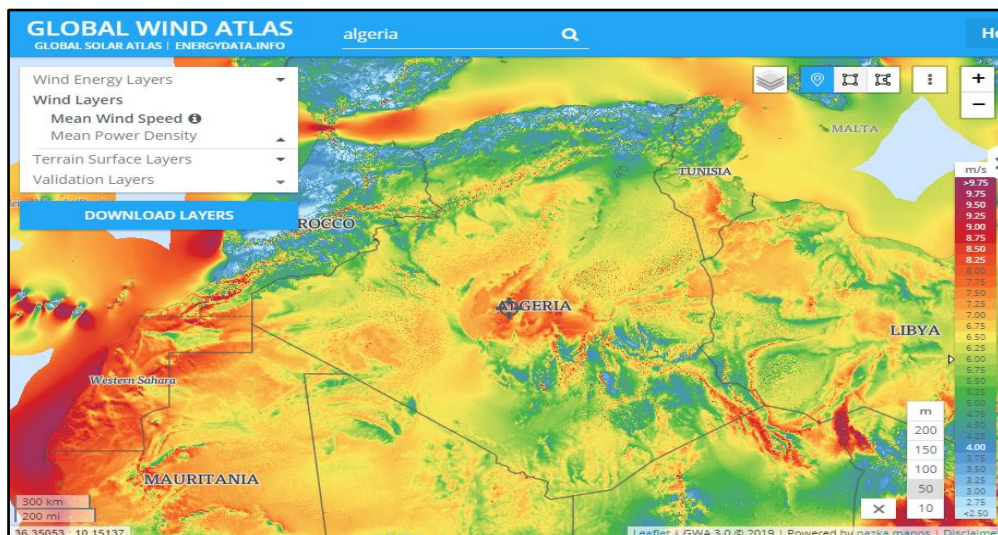 GLOBAL WIND ATLAS
GLOBAL SOLAR ATLAS | ENERGYDATA.INFO
algeria
Wind Energy Layers
Wind Layers
Mean Wind Speed
Mean Power Density
Terrain Surface Layers
Validation Layers
DOWNLOAD LAYERS
+
−
MALTA
TUNISIA
ROCCO
ALGERIA
LIBYA
Western Sahara
MAURITANIA
m/s
>9.75
9.75
9.50
9.25
9.00
8.75
8.50
8.25
8.00
7.75
7.50
7.25
7.00
6.75
6.50
6.25
6.00
5.75
5.50
5.25
5.00
4.75
4.50
4.25
4.00
3.75
3.50
3.25
3.00
2.75
<2.50
m
200
150
100
50
10
300 km
200 mi
36.35053 : 10.15137
Leaflet | GWA 3.0 © 2019 | Powered by nazka mapps | Disclaimer